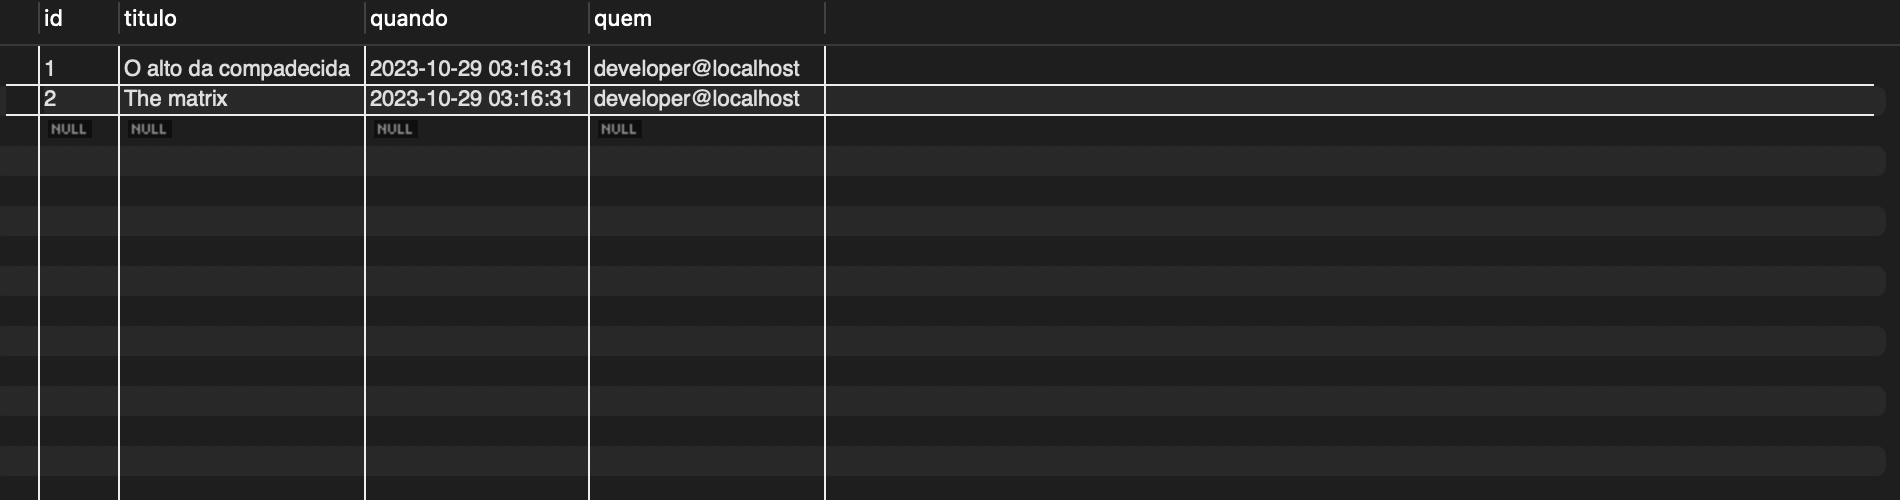 id titulo quando quem
1 O alto da compadecida 2023-10-29 03:16:31 developer@localhost
2 The matrix 2023-10-29 03:16:31 developer@localhost
NULL NULL NULL NULL